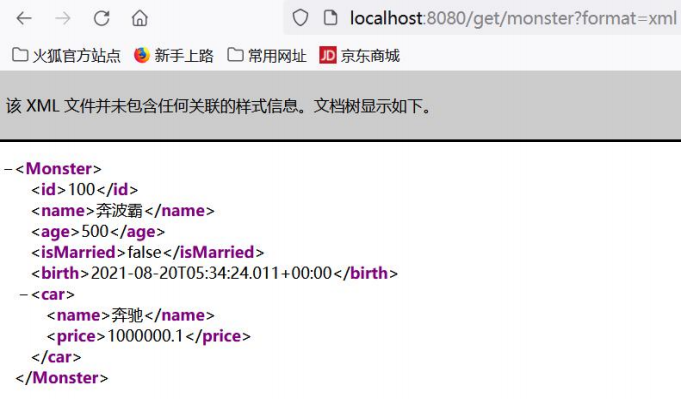 localhost:8080/get/monster?format=xml
火狐官方站点 新手上路 常用网址 JD 京东商城
该 XML 文件并未包含任何关联的样式信息。文档树显示如下。
–<Monster>
<id>100</id>
<name>奔波霸</name>
<age>500</age>
<isMarried>false</isMarried>
<birth>2021-08-20T05:34:24.011+00:00</birth>
–<car>
<name>奔驰</name>
<price>1000000.1</price>
</car>
</Monster>